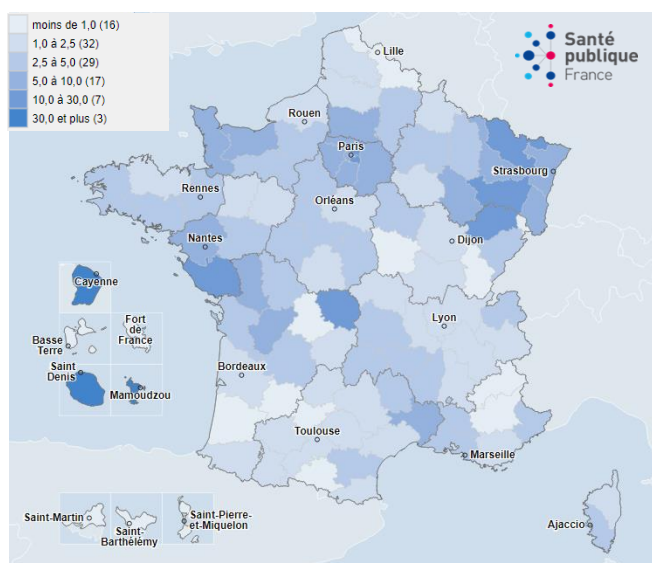 moins de 1,0 (16)
1,0 à 2,5 (32)
2,5 à 5,0 (29)
5,0 à 10,0 (17)
10,0 à 30,0 (7)
30,0 et plus (3)
Santé
publique
France
Lille
Rouen
Paris
Strasbourg
Rennes
Orléans
Nantes
Dijon
Cayenne
Basse
Terre
Fort
de
France
Lyon
Saint
Denis
Mamoudzou
Bordeaux
Toulouse
Marseille
Saint-Martin
Saint-
Barthélémy
Saint-Pierre-
et-Miquelon
Ajaccio